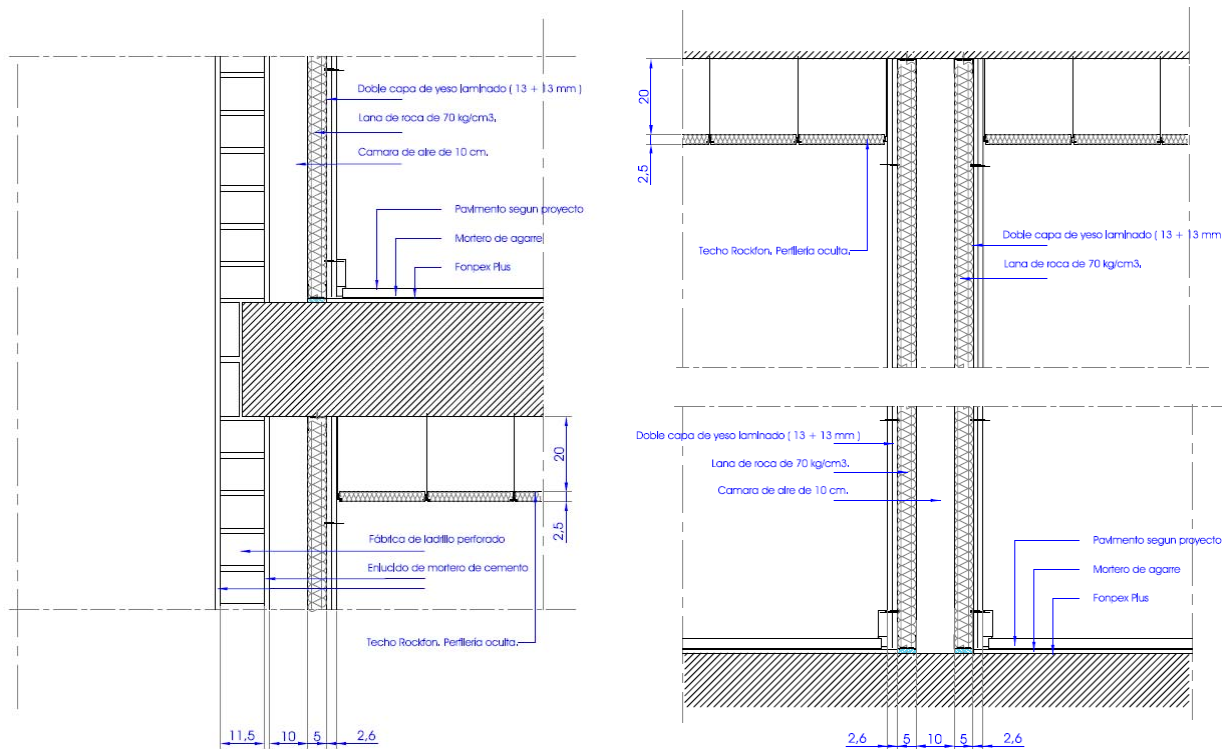 Doble capa de yeso laminado ( 13 + 13 mm )
Lana de roca de 70 kg/cm3.
Camara de aire de 10 cm.
Pavimento segun proyecto
Mortero de agarre
Fonpex Plus
20
2,5
Fábrica de ladrillo perforado
Enlucido de mortero de cemento
Techo Rockfon. Perfileria oculta.
11,5
10
5
2,6
20
2,5
Techo Rockfon. Perfileria oculta.
Doble capa de yeso laminado ( 13 + 13 mm
Lana de roca de 70 kg/cm3.
Doble capa de yeso laminado ( 13 + 13 mm )
Lana de roca de 70 kg/cm3.
Camara de aire de 10 cm.
Pavimento segun proyecto
Mortero de agarre
Fonpex Plus
2,6
5
10
5
2,6